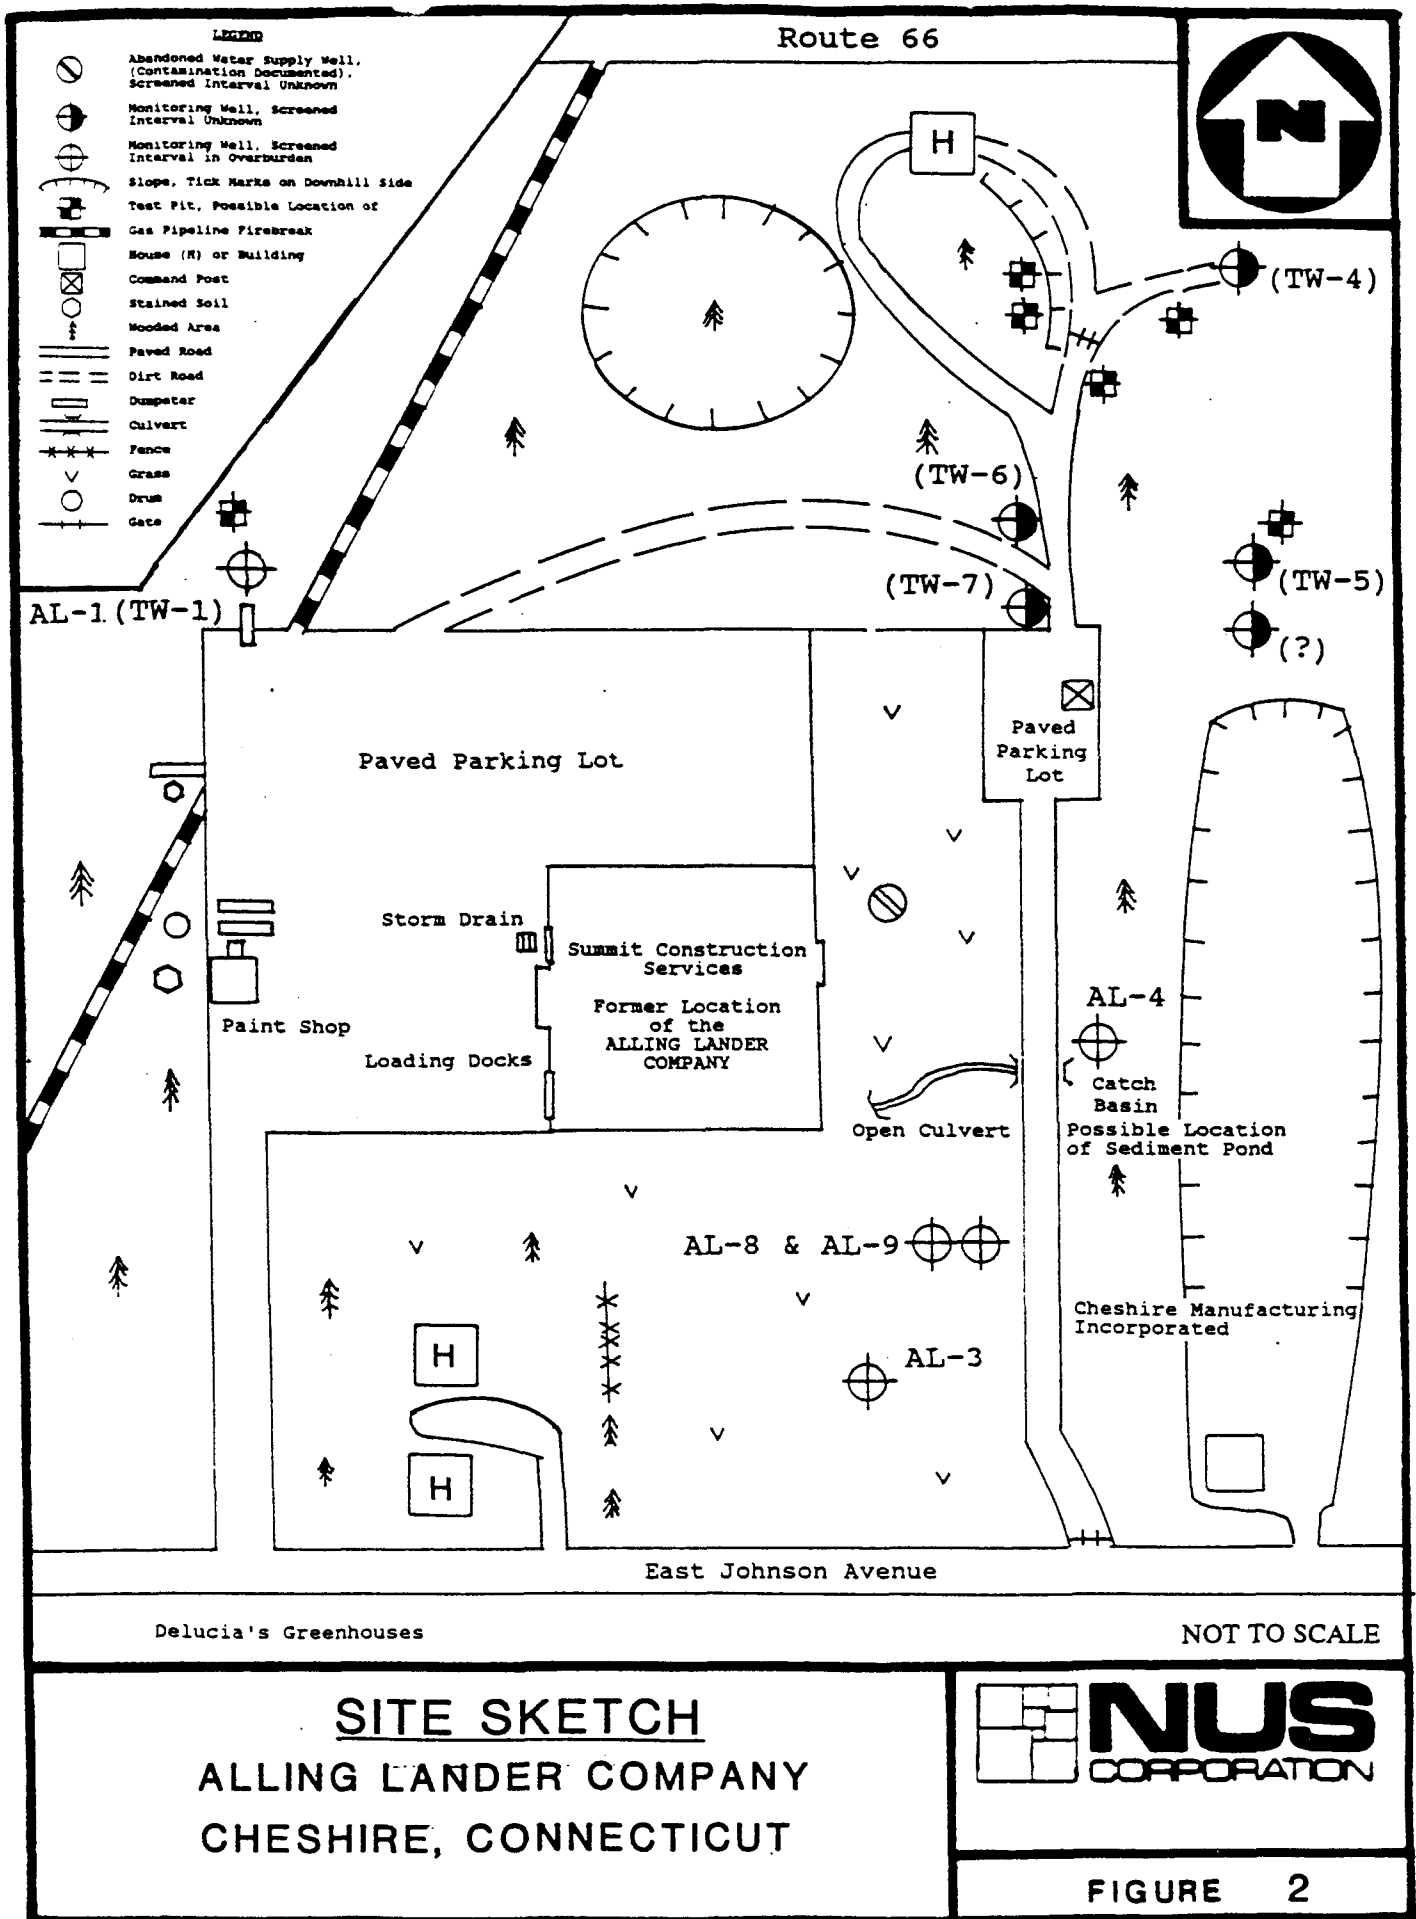 LEGEND
Abandoned Water Supply Well,
(Contamination Documented),
Screened Interval Unknown
Monitoring Well, Screened
Interval Unknown
Monitoring Well, Screened
Interval in Overburden
Slope, Tick Marks on Downhill Side
Test Pit, Possible Location of
Gas Pipeline Firebreak
House (H) or Building
Command Post
Stained Soil
Wooded Area
Paved Road
Dirt Road
Dumpster
Culvert
Fence
Grass
Drum
Gate
Route 66
N
H
(TW-4)
(TW-6)
(TW-7)
(TW-5)
(?)
AL-1 (TW-1)
Paved
Parking
Lot
Paved Parking Lot
Storm Drain
Summit Construction
Services
Former Location
of the
ALLING LANDER
COMPANY
Paint Shop
Loading Docks
AL-4
Catch
Basin
Open Culvert
Possible Location
of Sediment Pond
AL-8 & AL-9
Cheshire Manufacturing
Incorporated
AL-3
H
H
East Johnson Avenue
Delucia's Greenhouses
NOT TO SCALE
SITE SKETCH
ALLING LANDER COMPANY
CHESHIRE, CONNECTICUT
NUS
CORPORATION
FIGURE 2